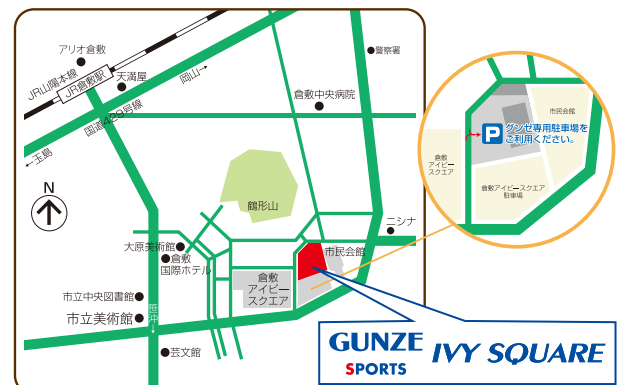 アリオ倉敷
JR山陽本線
JR倉敷駅
天満屋
岡山→
国道429号線
←玉島
警察署
倉敷中央病院
N
鶴形山
ニシナ
大原美術館
倉敷
国際ホテル
市民会館
倉敷
アイビー
スクエア
市立中央図書館
市立美術館
笹沖→
芸文館
市民会館
P
グンゼ専用駐車場を
ご利用ください。
倉敷
アイビー
スクエア
倉敷アイビースクエア
駐車場
GUNZE
SPORTS
IVY SQUARE